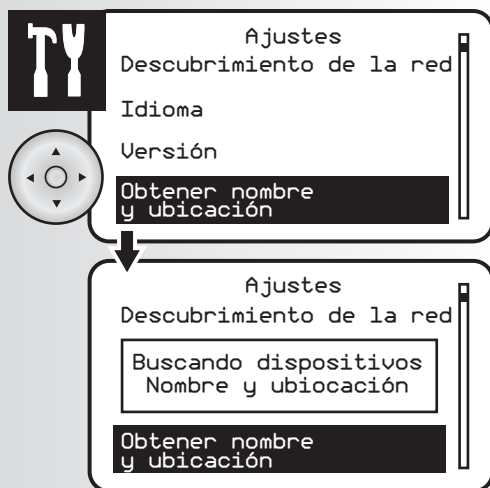 Ajustes
Descubrimiento de la red
Idioma
Versión
Obtener nombre
y ubicación
Ajustes
Descubrimiento de la red
Buscando dispositivos
Nombre y ubiocación
Obtener nombre
y ubicación